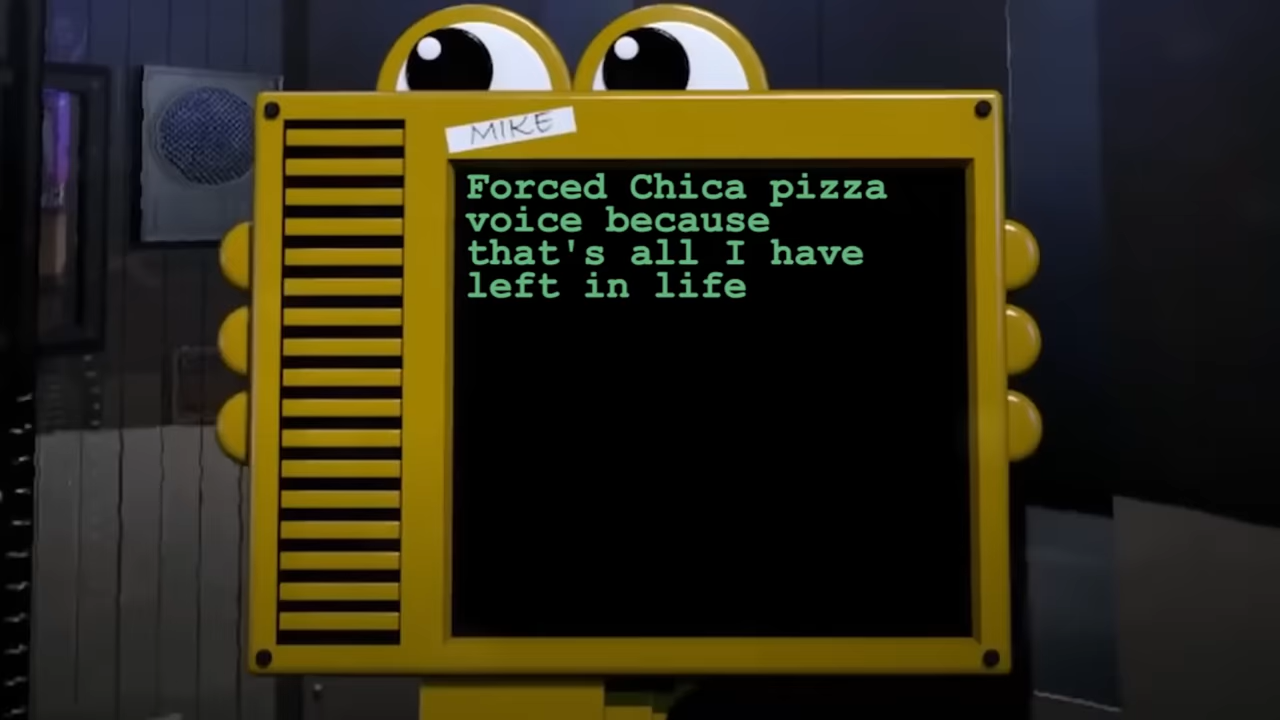 MIKE
Forced Chica pizza
voice because
that's all I have
left in life